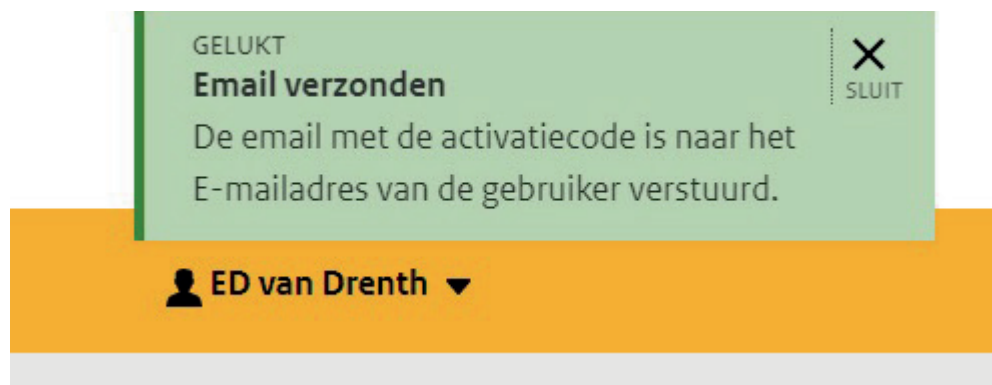 GELUKT
Email verzonden
SLUIT
De email met de activatiecode is naar het
E-mailadres van de gebruiker verstuurd.
ED van Drenth